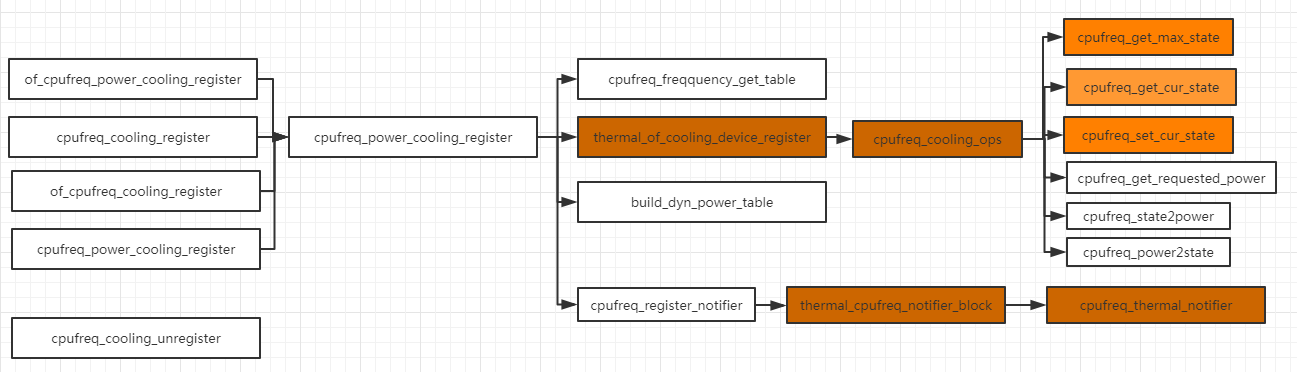 of_cpufreq_power_cooling_register
cpufreq_cooling_register
of_cpufreq_cooling_register
cpufreq_power_cooling_register
cpufreq_cooling_unregister
cpufreq_power_cooling_register
cpufreq_freqquency_get_table
thermal_of_cooling_device_register
build_dyn_power_table
cpufreq_register_notifier
cpufreq_cooling_ops
thermal_cpufreq_notifier_block
cpufreq_get_max_state
cpufreq_get_cur_state
cpufreq_set_cur_state
cpufreq_get_requested_power
cpufreq_state2power
cpufreq_power2state
cpufreq_thermal_notifier